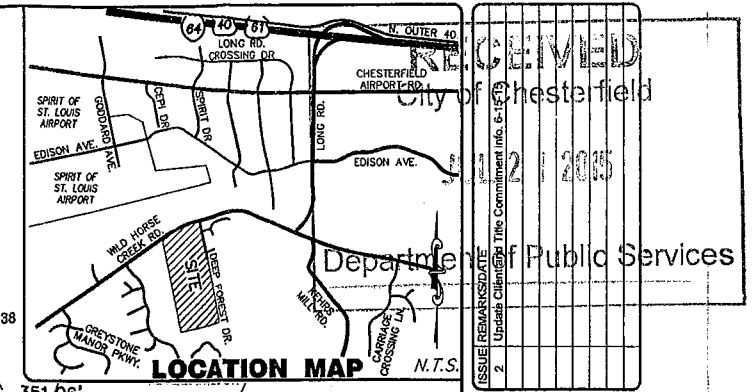 64 40 61
N. OUTER 40
LONG RD.
CROSSING DR
CHESTERFIELD
AIRPORT RD.
SPIRIT OF
ST. LOUIS
AIRPORT
GODDARD AVE.
CEPI DR
SPIRIT DR
LONG RD.
EDISON AVE.
EDISON AVE.
SPIRIT OF
ST. LOUIS
AIRPORT
WILD HORSE
CREEK RD.
SITE
DEEP FOREST DR.
KEHRS
MILL RD.
CARRIAGE
CROSSING LN.
GREYSTONE
MANOR PKWY.
LOCATION MAP
N.T.S.
38
351.08'
RECEIVED
City of Chesterfield
2015
Department of Public Services
ISSUE REMARKS/DATE
2 Update Client and Title Commitment info. 6-15-15